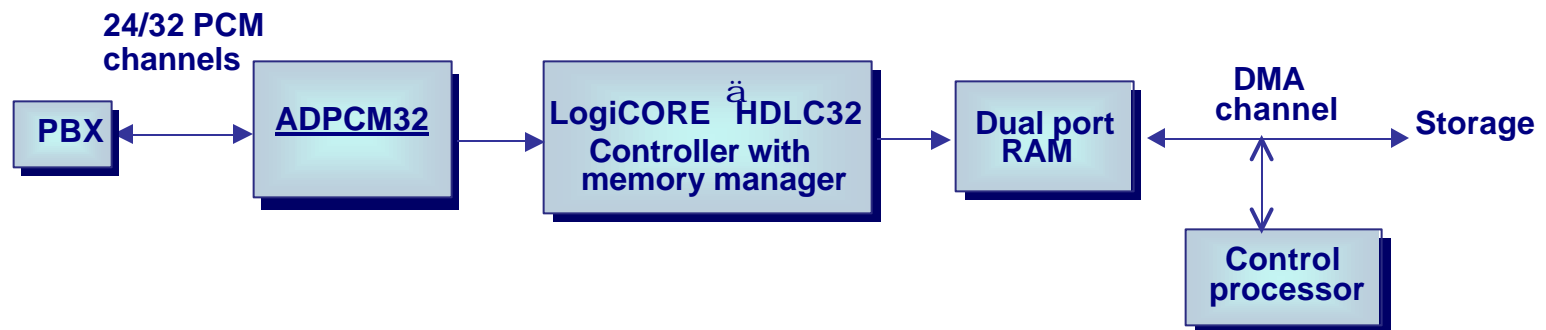 24/32 PCM
channels
PBX
ADPCM32
LogiCORE ä HDLC32
Controller with
memory manager
Dual port
RAM
DMA
channel
Storage
Control
processor